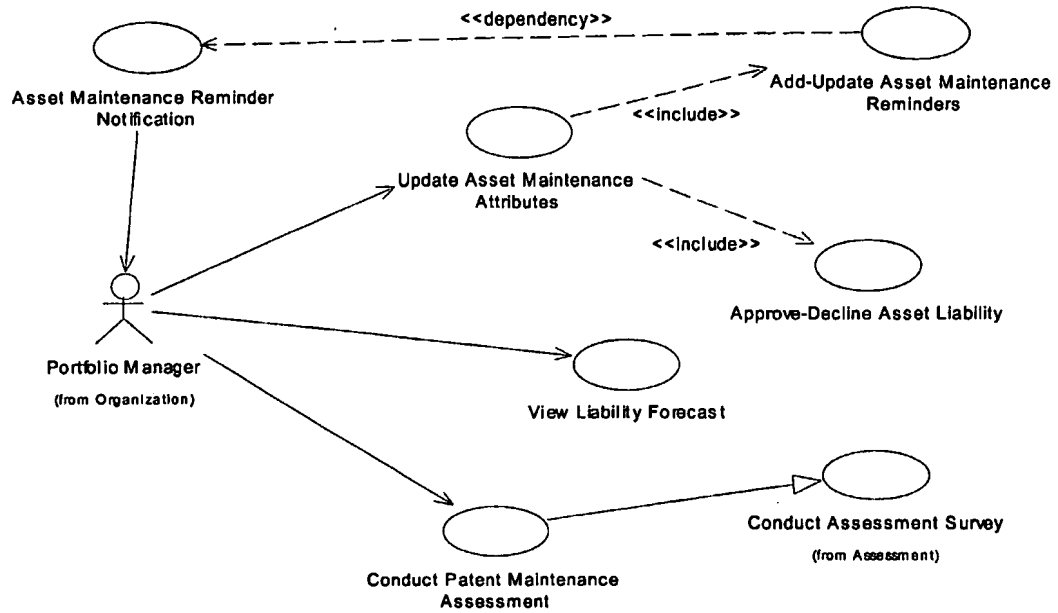 <<dependency>>
Asset Maintenance Reminder
Notification
Add-Update Asset Maintenance
Reminders
<<include>>
Update Asset Maintenance
Attributes
<<include>>
Approve-Decline Asset Liability
Portfolio Manager
(from Organization)
View Liability Forecast
Conduct Assessment Survey
(from Assessment)
Conduct Patent Maintenance
Assessment